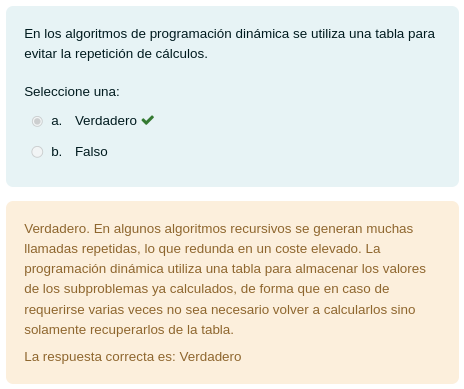 En los algoritmos de programación dinámica se utiliza una tabla para
evitar la repetición de cálculos.
Seleccione una:
a. Verdadero
b. Falso
Verdadero. En algunos algoritmos recursivos se generan muchas
llamadas repetidas, lo que redunda en un coste elevado. La
programación dinámica utiliza una tabla para almacenar los valores
de los subproblemas ya calculados, de forma que en caso de
requerirse varias veces no sea necesario volver a calcularlos sino
solamente recuperarlos de la tabla.
La respuesta correcta es: Verdadero